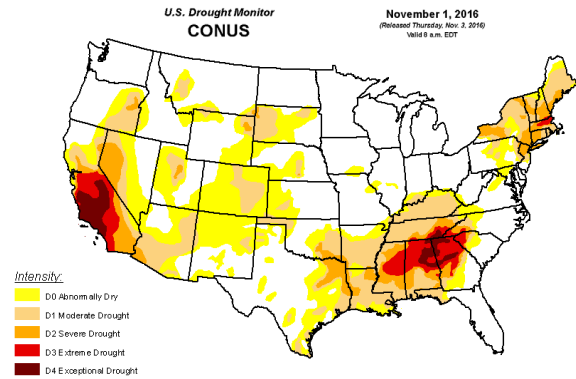 U.S. Drought Monitor
CONUS
November 1, 2016
(Released Thursday, Nov. 3, 2016)
Valid 8 a.m. EDT
Intensity:
D0 Abnormally Dry
D1 Moderate Drought
D2 Severe Drought
D3 Extreme Drought
D4 Exceptional Drought